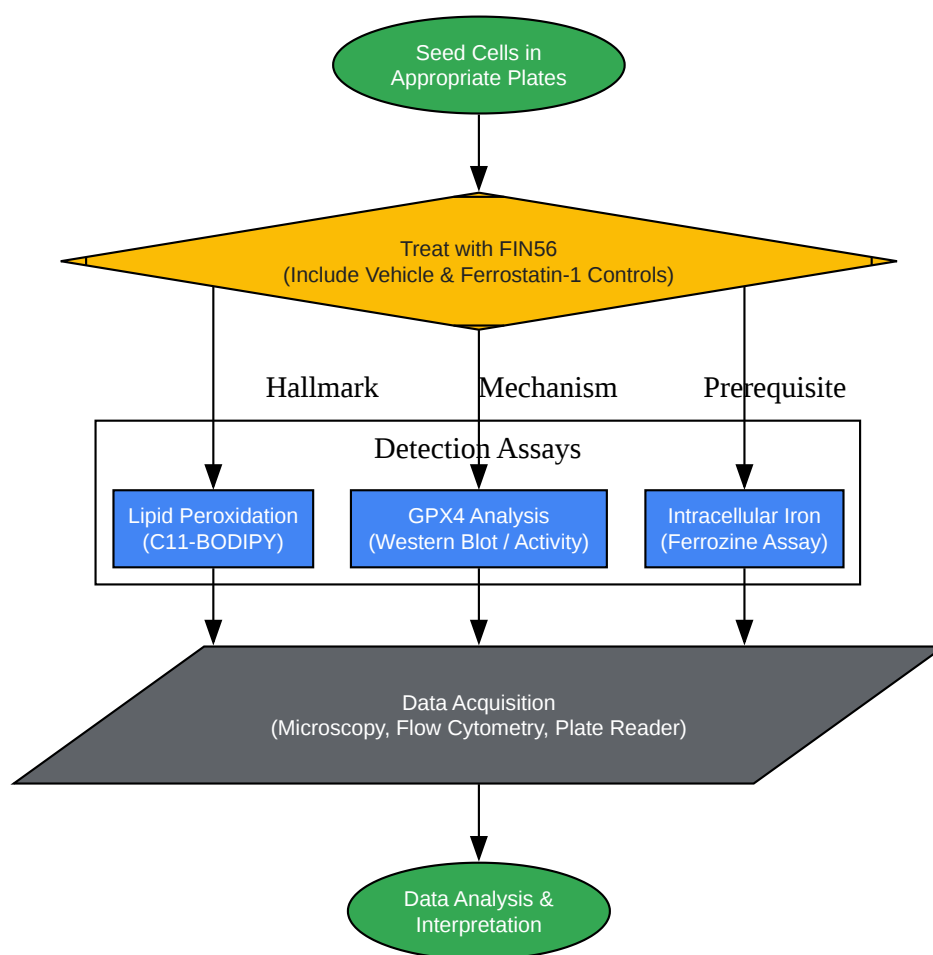 Seed Cells in
Appropriate Plates
Treat with FIN56
(Include Vehicle & Ferrostatin-1 Controls)
Hallmark
Mechanism
Prerequisite
Detection Assays
Lipid Peroxidation
(C11-BODIPY)
GPX4 Analysis
(Western Blot / Activity)
Intracellular Iron
(Ferrozine Assay)
Data Acquisition
(Microscopy, Flow Cytometry, Plate Reader)
Data Analysis &
Interpretation